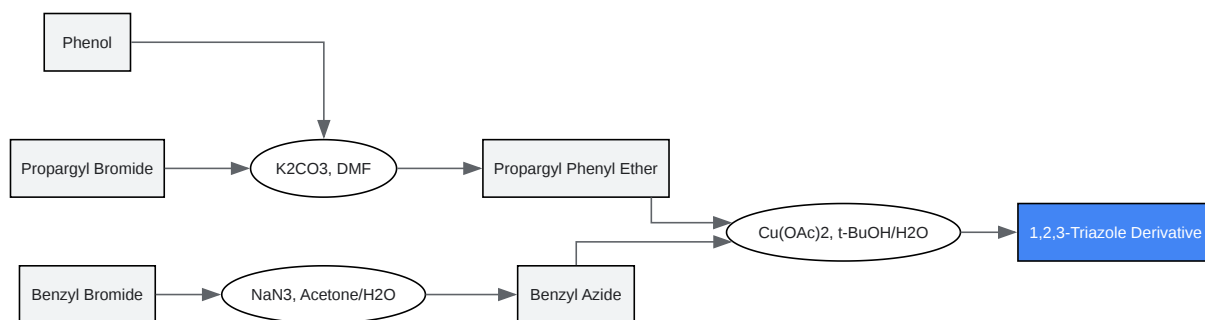 Phenol
Propargyl Bromide
K2CO3, DMF
Propargyl Phenyl Ether
Cu(OAc)2, t-BuOH/H2O
1,2,3-Triazole Derivative
Benzyl Bromide
NaN3, Acetone/H2O
Benzyl Azide